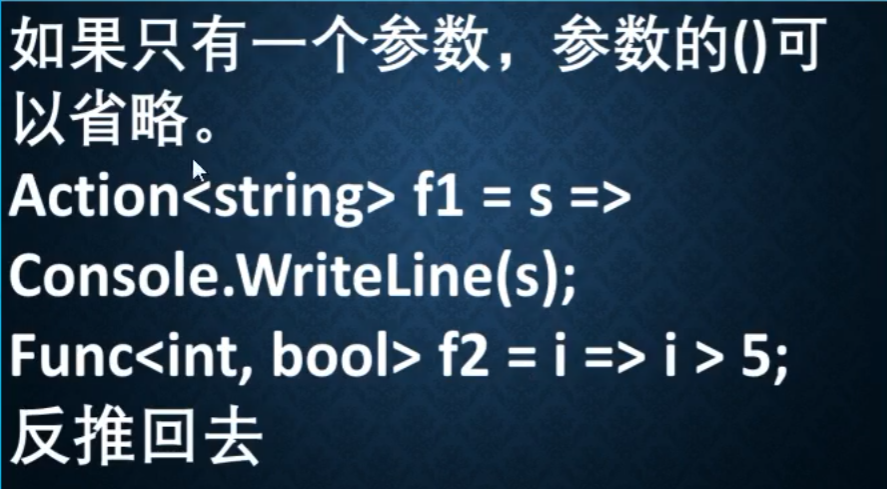 如果只有一个参数，参数的()可
以省略。
Action<string> f1 = s =>
Console.WriteLine(s);
Func<int, bool> f2 = i => i > 5;
反推回去